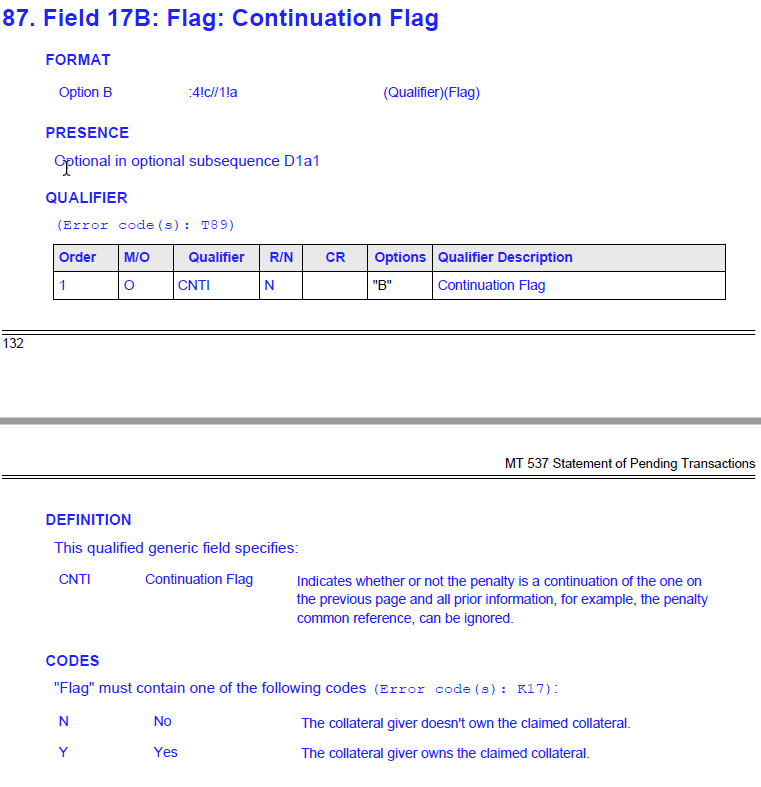 87. Field 17B: Flag: Continuation Flag
FORMAT
Option B :4!c//1!a (Qualifier)(Flag)
PRESENCE
Optional in optional subsequence D1a1
QUALIFIER
(Error code(s): T89)
Order M/O Qualifier R/N CR Options Qualifier Description
1 O CNTI N "B" Continuation Flag
132
MT 537 Statement of Pending Transactions
DEFINITION
This qualified generic field specifies:
CNTI Continuation Flag Indicates whether or not the penalty is a continuation of the one on
the previous page and all prior information, for example, the penalty
common reference, can be ignored.
CODES
"Flag" must contain one of the following codes (Error code(s): K17):
N No The collateral giver doesn't own the claimed collateral.
Y Yes The collateral giver owns the claimed collateral.